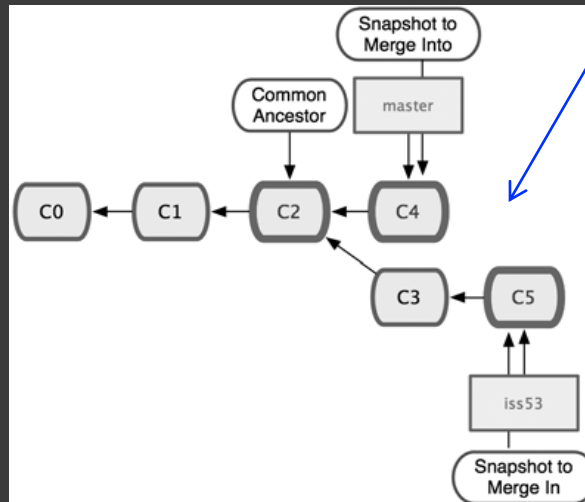 Snapshot to
Merge Into
Common
Ancestor
master
C0
C1
C2
C4
C3
C5
iss53
Snapshot to
Merge In